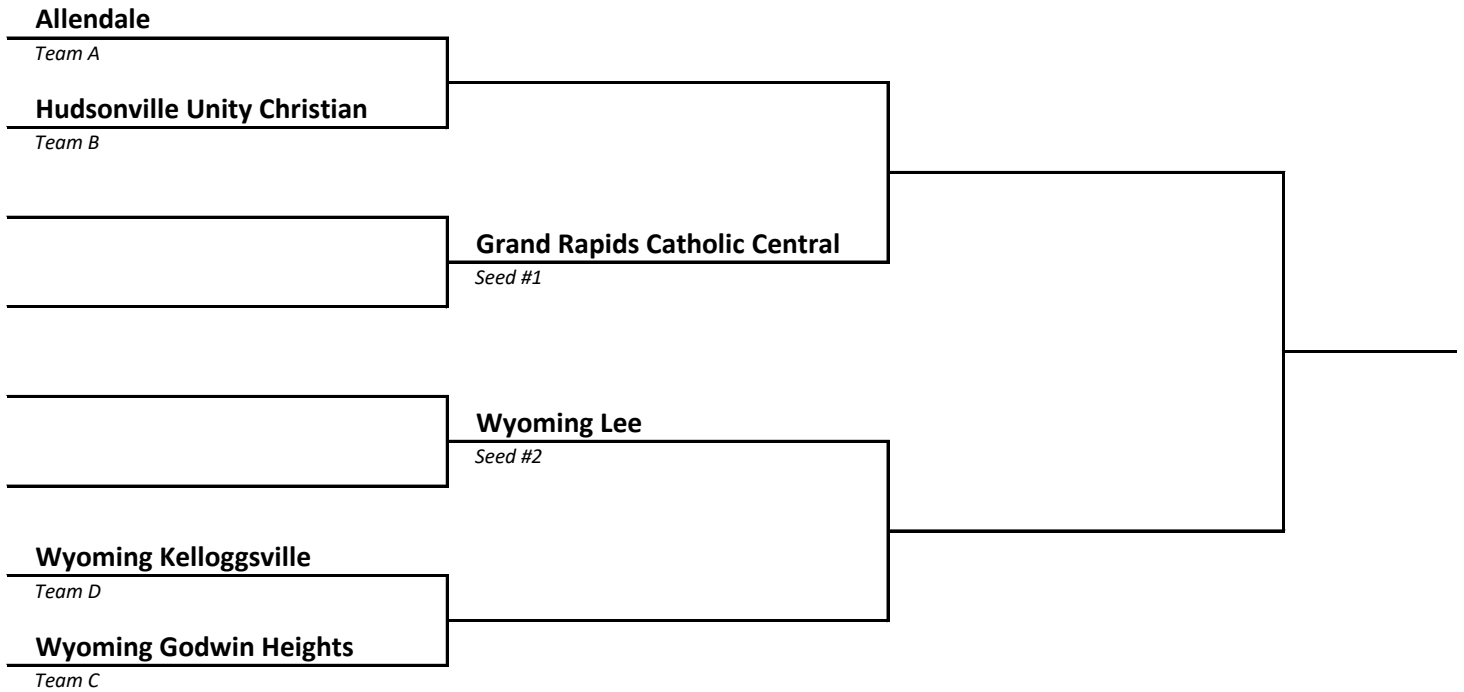 Allendale
Team A
Hudsonville Unity Christian
Team B
Grand Rapids Catholic Central
Seed #1
Wyoming Lee
Seed #2
Wyoming Kelloggsville
Team D
Wyoming Godwin Heights
Team C